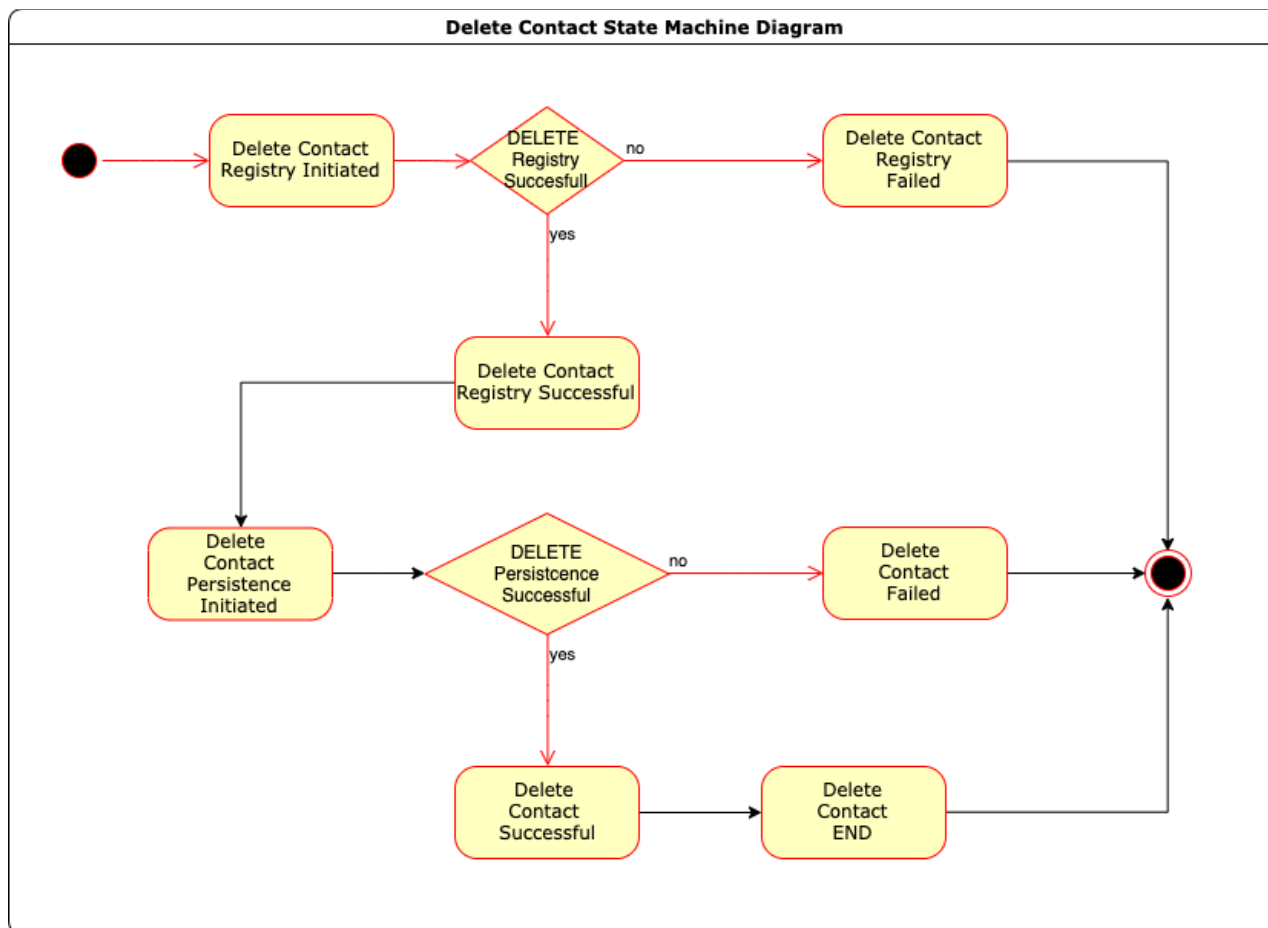 Delete Contact State Machine Diagram
Delete Contact
Registry Initiated
DELETE
Registry
Succesfull
no
Delete Contact
Registry
Failed
yes
Delete Contact
Registry Successful
Delete
Contact
Persistence
Initiated
DELETE
Persistcence
Successful
no
Delete
Contact
Failed
yes
Delete
Contact
Successful
Delete
Contact
END